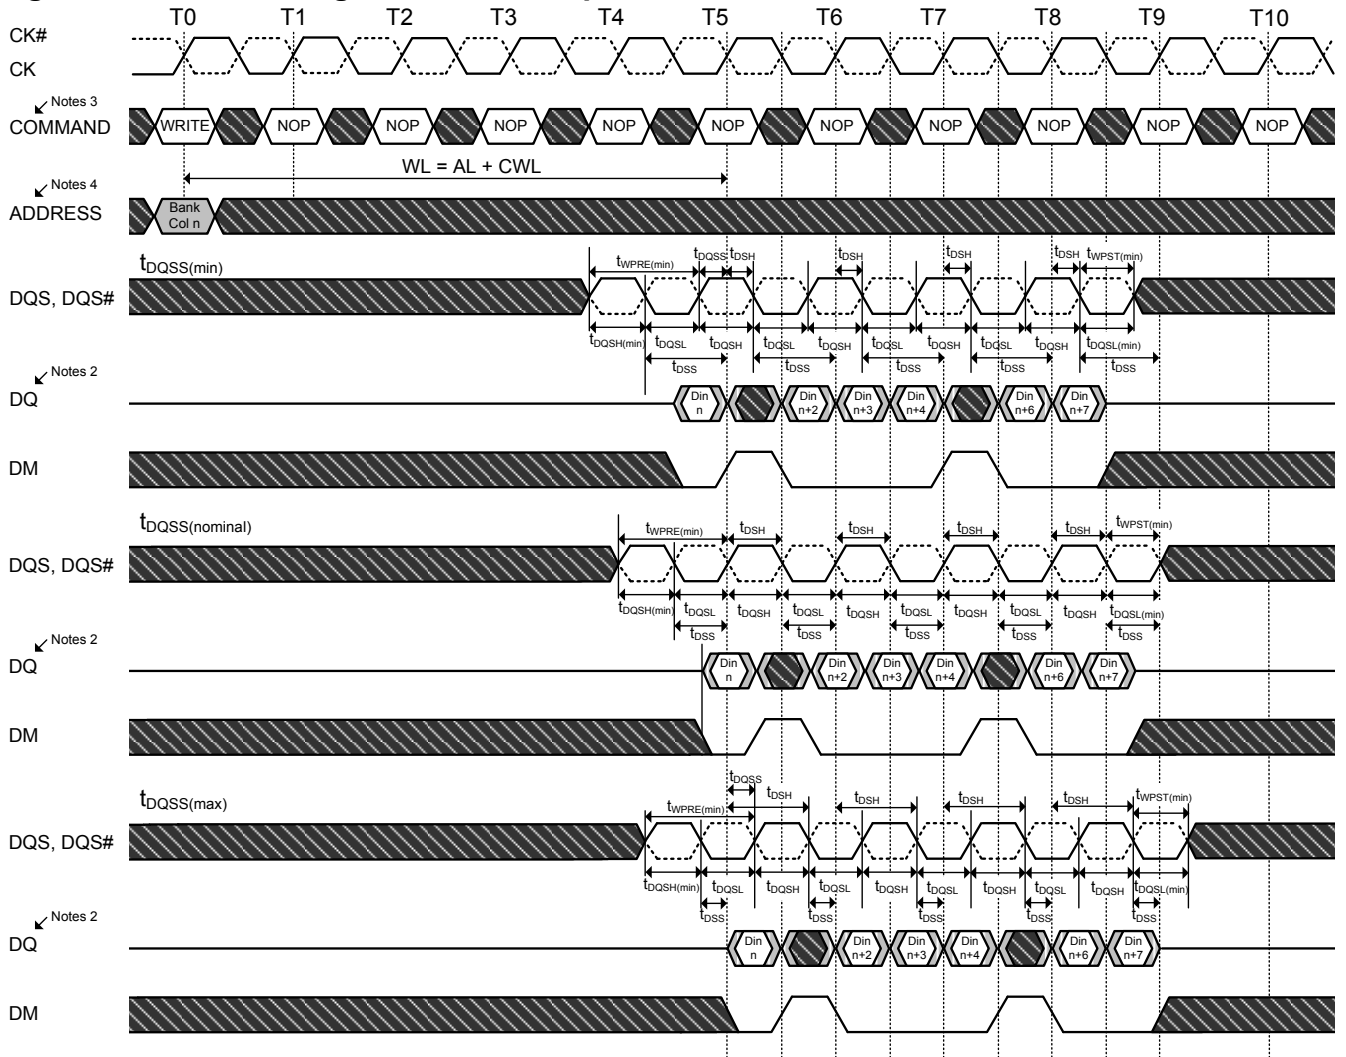 T0 T1 T2 T3 T4 T5 T6 T7 T8 T9 T10
CK#
CK
Notes 3
COMMAND WRITE NOP NOP NOP NOP NOP NOP NOP NOP NOP NOP
WL = AL + CWL
Notes 4
ADDRESS Bank Col n
tDQSS(min) tWPRE(min) tDQSS tDSH tDSH tDSH tDSH tWPST(min)
DQS, DQS#
tDQSH(min) tDQSL tDQSH tDQSL tDQSH tDQSL tDQSH tDQSL tDQSH tDQSL(min)
tDSS tDSS tDSS tDSS tDSS
Notes 2
DQ Din n Din n+2 Din n+3 Din n+4 Din n+6 Din n+7
DM
tDQSS(nominal) tWPRE(min) tDSH tDSH tDSH tDSH tWPST(min)
DQS, DQS#
tDQSH(min) tDQSL tDQSH tDQSL tDQSH tDQSL tDQSH tDQSL tDQSH tDQSL(min)
tDSS tDSS tDSS tDSS tDSS
Notes 2
DQ Din n Din n+2 Din n+3 Din n+4 Din n+6 Din n+7
DM
tDQSS
tDQSS(max) tWPRE(min) tDSH tDSH tDSH tDSH tWPST(min)
DQS, DQS#
tDQSH(min) tDQSL tDQSH tDQSL tDQSH tDQSL tDQSH tDQSL tDQSH tDQSL(min)
tDSS tDSS tDSS tDSS tDSS
Notes 2
DQ Din n Din n+2 Din n+3 Din n+4 Din n+6 Din n+7
DM